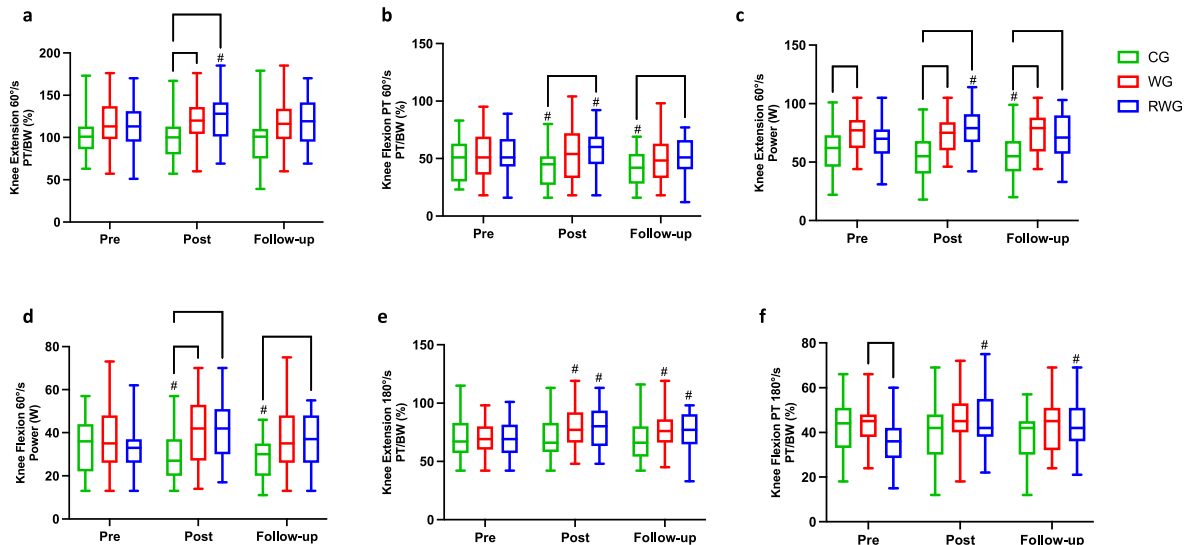 a
Knee Extension 60°/s
PT/BW (%)
200
150
100
50
0
#
Pre
Post
Follow-up
b
Knee Flexion PT 60°/s
PT/BW (%)
150
100
50
0
#
#
#
Pre
Post
Follow-up
c
Knee Extension 60°/s
Power (W)
150
100
50
0
#
#
Pre
Post
Follow-up
CG
WG
RWG
d
Knee Flexion 60°/s
Power (W)
80
60
40
20
0
#
#
Pre
Post
Follow-up
e
Knee Extension 180°/s
PT/BW (%)
150
100
50
0
#
#
#
#
Pre
Post
Follow-up
f
Knee Flexion PT 180°/s
PT/BW (%)
80
60
40
20
0
#
#
Pre
Post
Follow-up